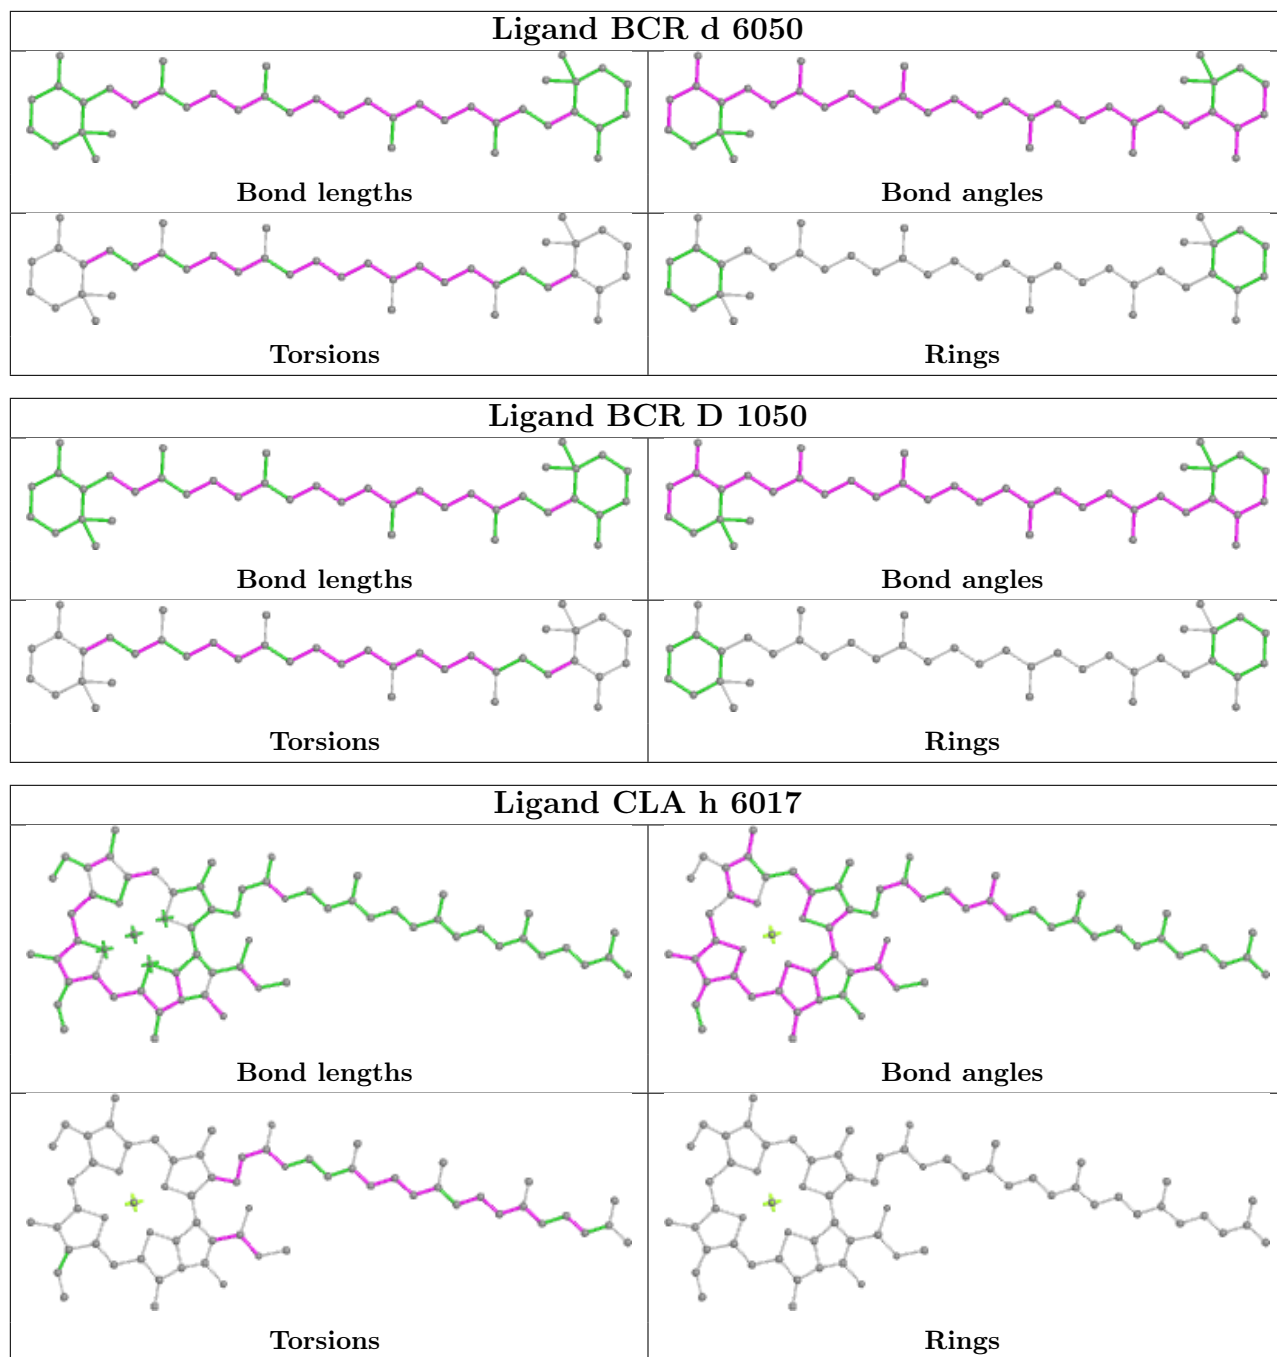 Ligand BCR d 6050
Bond lengths
Bond angles
Torsions
Rings
Ligand BCR D 1050
Bond lengths
Bond angles
Torsions
Rings
Ligand CLA h 6017
Bond lengths
Bond angles
Torsions
Rings